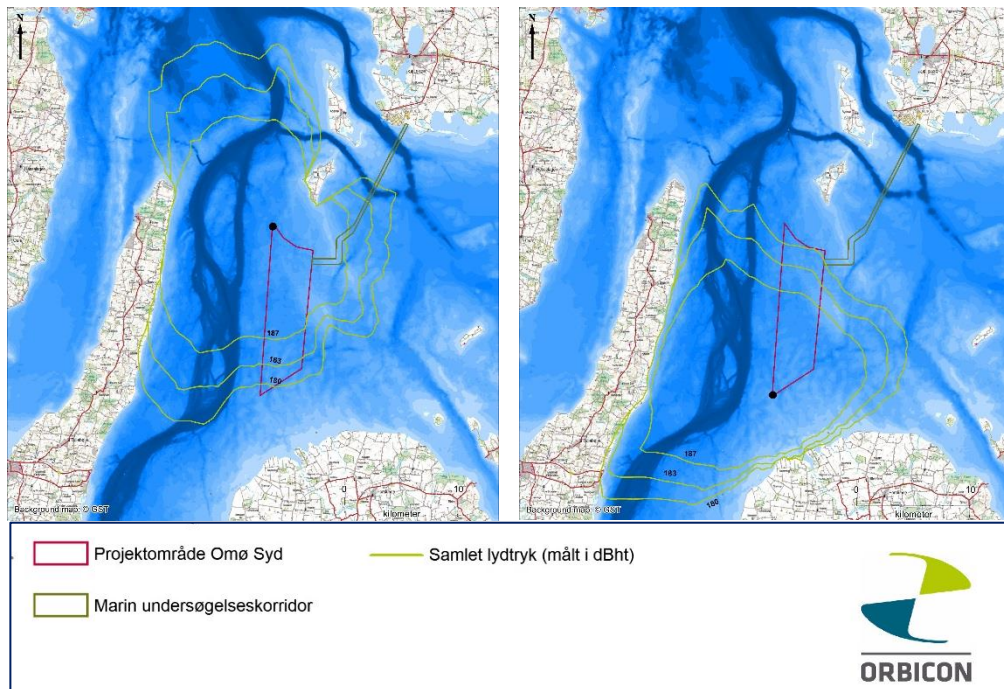 N
187
183
180
0
10
kilometer
Background map: © GST
N
187
183
180
0
10
kilometer
Background map: © GST
Projektområde Omø Syd
Samlet lydtryk (målt i dBht)
Marin undersøgelseskorridor
ORBICON